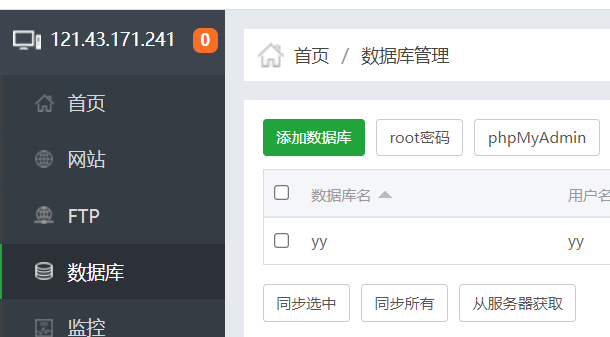 121.43.171.241 0
首页
网站
FTP
数据库
监控
首页 / 数据库管理
添加数据库 root密码 phpMyAdmin
数据库名 用户名
yy yy
同步选中 同步所有 从服务器获取